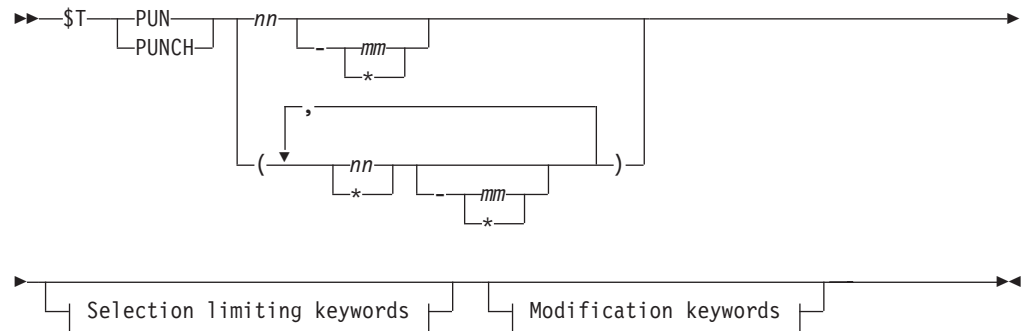 $T PUN nn
PUNCH - mm
*
,
( nn )
* - mm
*
Selection limiting keywords Modification keywords